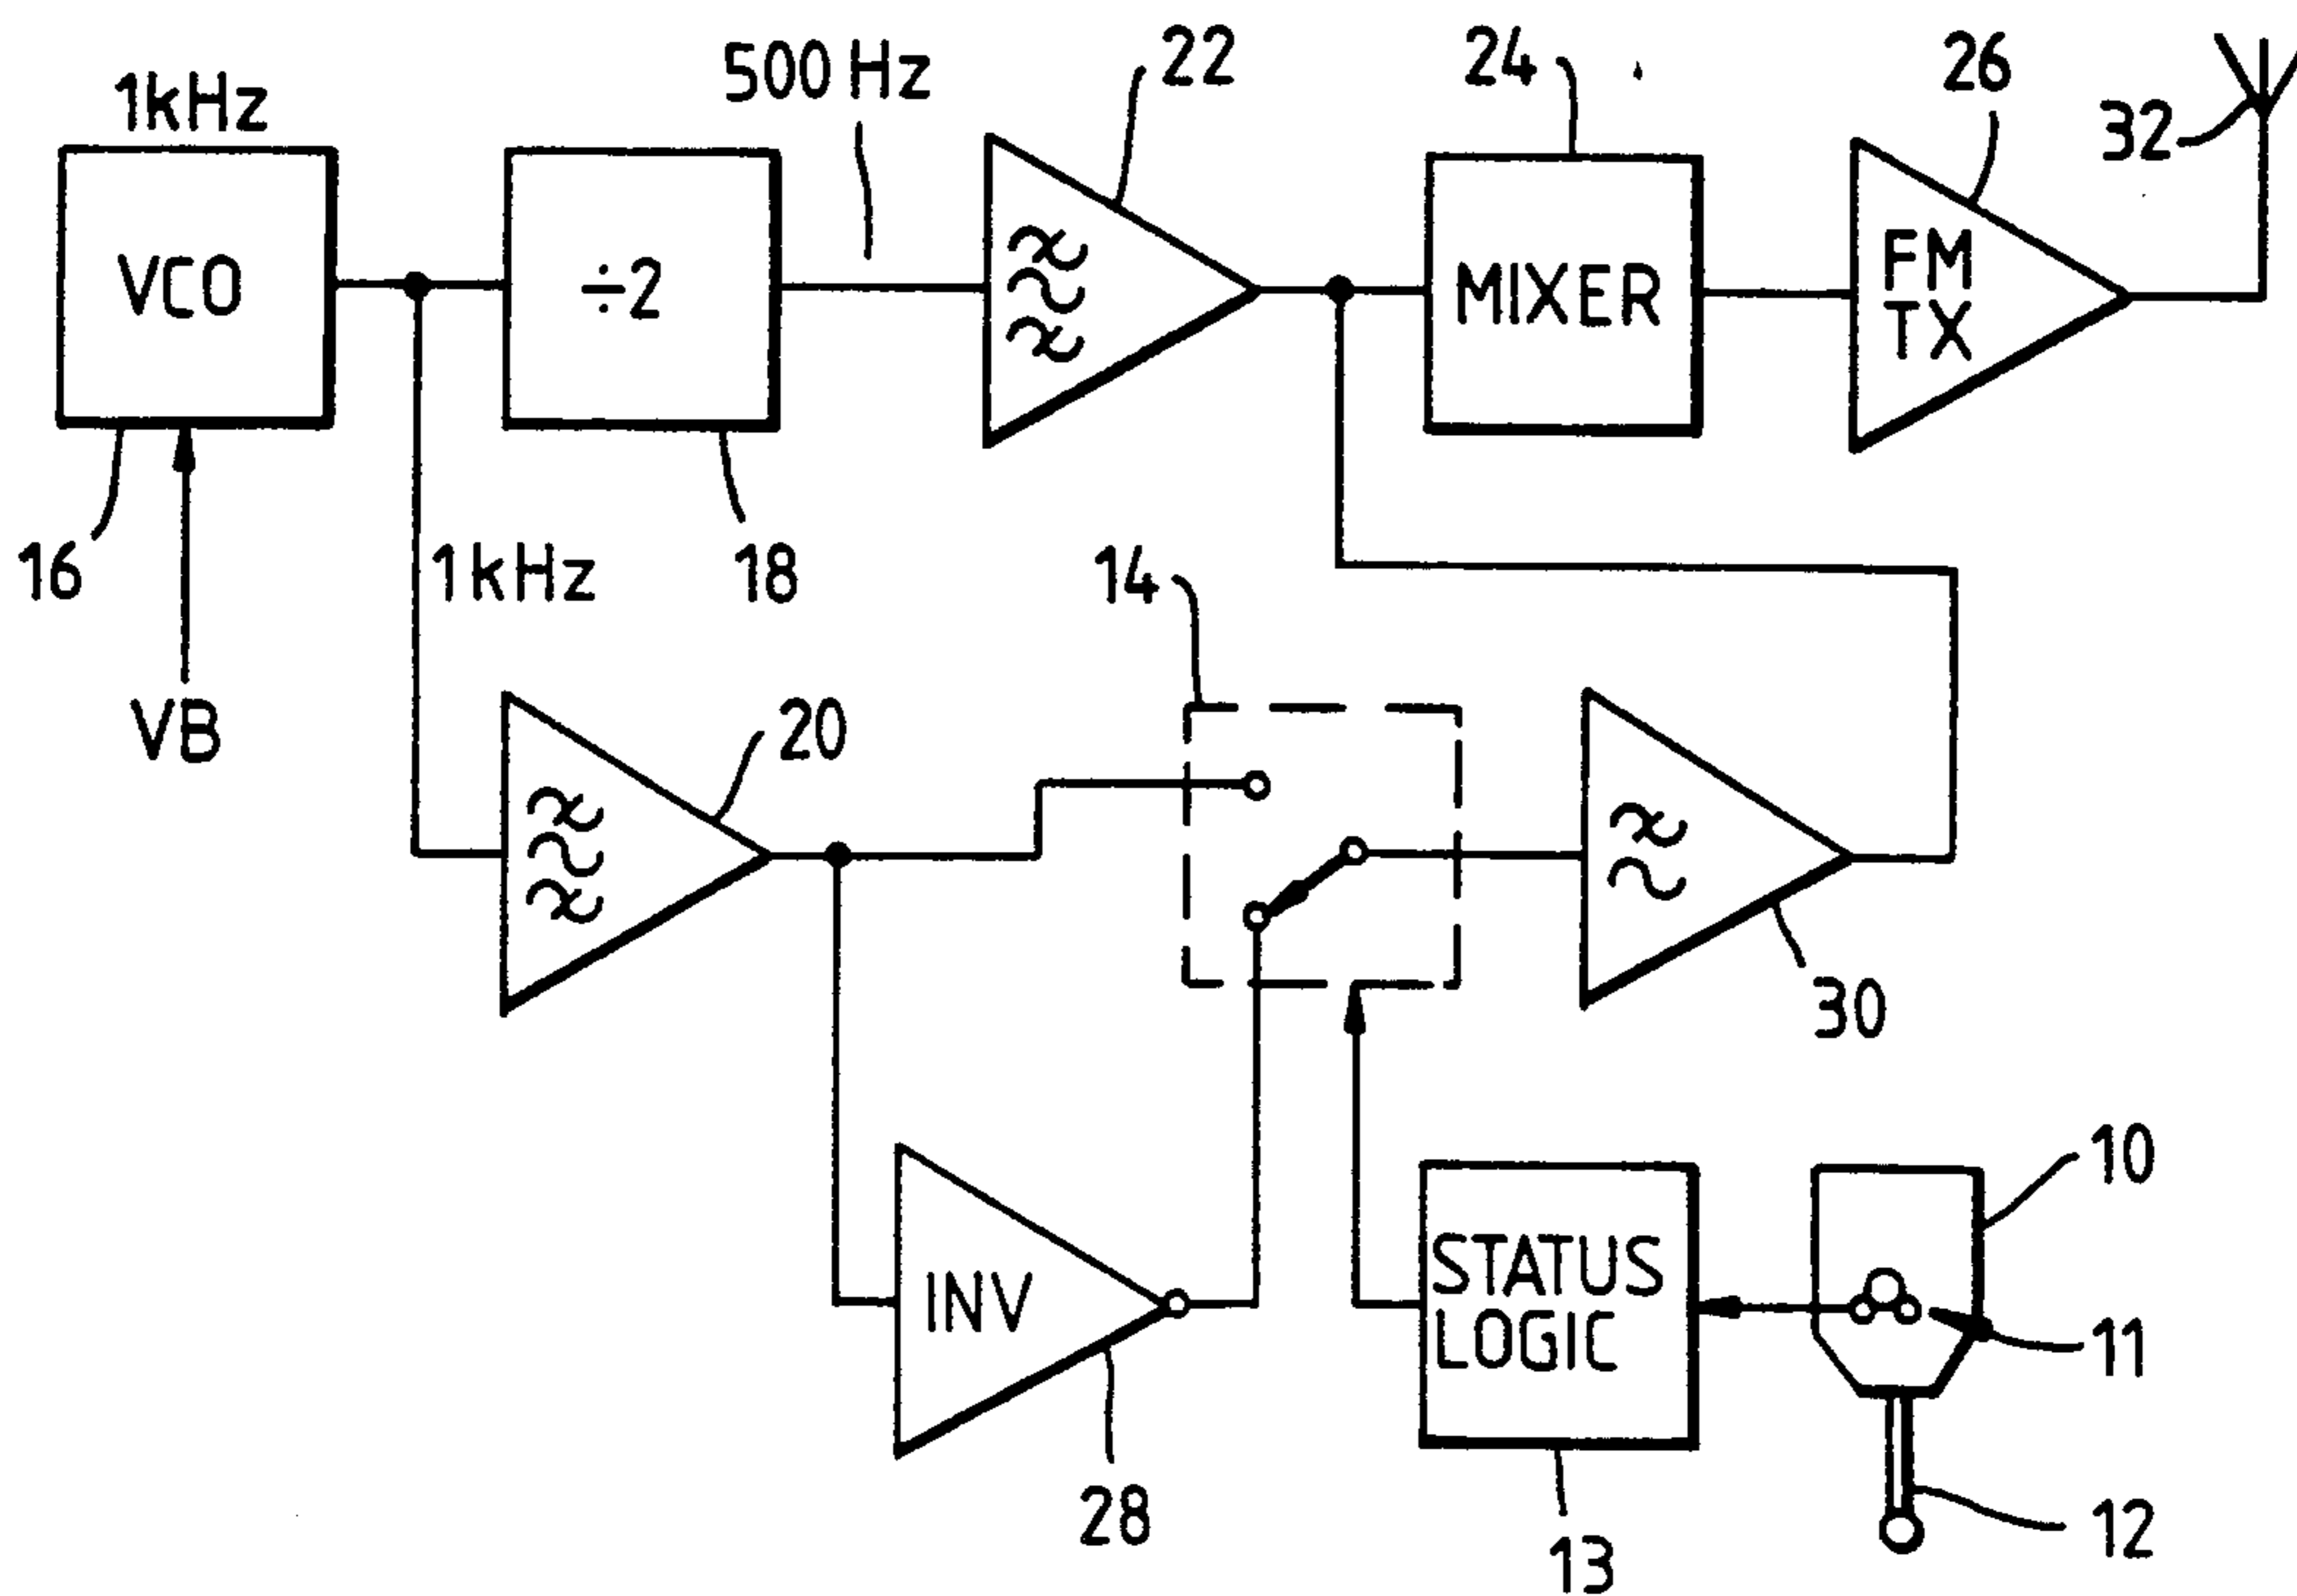 1kHz
500 Hz
22
24
26
32
VCO
÷2
MIXER
FM
TX
16
1kHz
18
14
VB
20
30
10
STATUS
LOGIC
INV
11
28
13
12